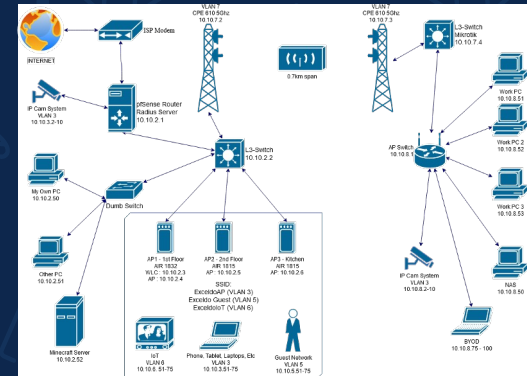 VLAN 7
CPE 610 5Ghz
10.10.7.2
VLAN 7
CPE 610 5Ghz
10.10.7.3
L3-Switch
Mikrotik
10.10.7.4
ISP Modem
INTERNET
0.7km span
Work PC
10.10.8.51
pfSense Router
Radius Server
10.10.2.1
IP Cam System
VLAN 3
10.10.3.2-10
L3-Switch
10.10.2.2
AP Switch
10.10.8.1
Work PC 2
10.10.8.52
My Own PC
10.10.2.50
Dumb Switch
Work PC 3
10.10.8.53
Other PC
10.10.2.51
AP1 - 1st Floor
AIR 1832
WLC : 10.10.2.3
AP : 10.10.2.4
AP2 - 2nd Floor
AIR 1815
AP : 10.10.2.5
AP3 - Kitchen
AIR 1815
AP : 10.10.2.6
IP Cam System
VLAN 3
10.10.8.2-10
NAS
10.10.8.50
SSID:
ExceldoAP (VLAN 3)
Exceldo Guest (VLAN 5)
ExceldoIoT (VLAN 6)
Minecraft Server
10.10.2.52
BYOD
10.10.8.75 - 100
IoT
VLAN 6
10.10.6. 51-75
Phone, Tablet, Laptops, Etc
VLAN 3
10.10.3.51-75
Guest Network
VLAN 5
10.10.5.51-75